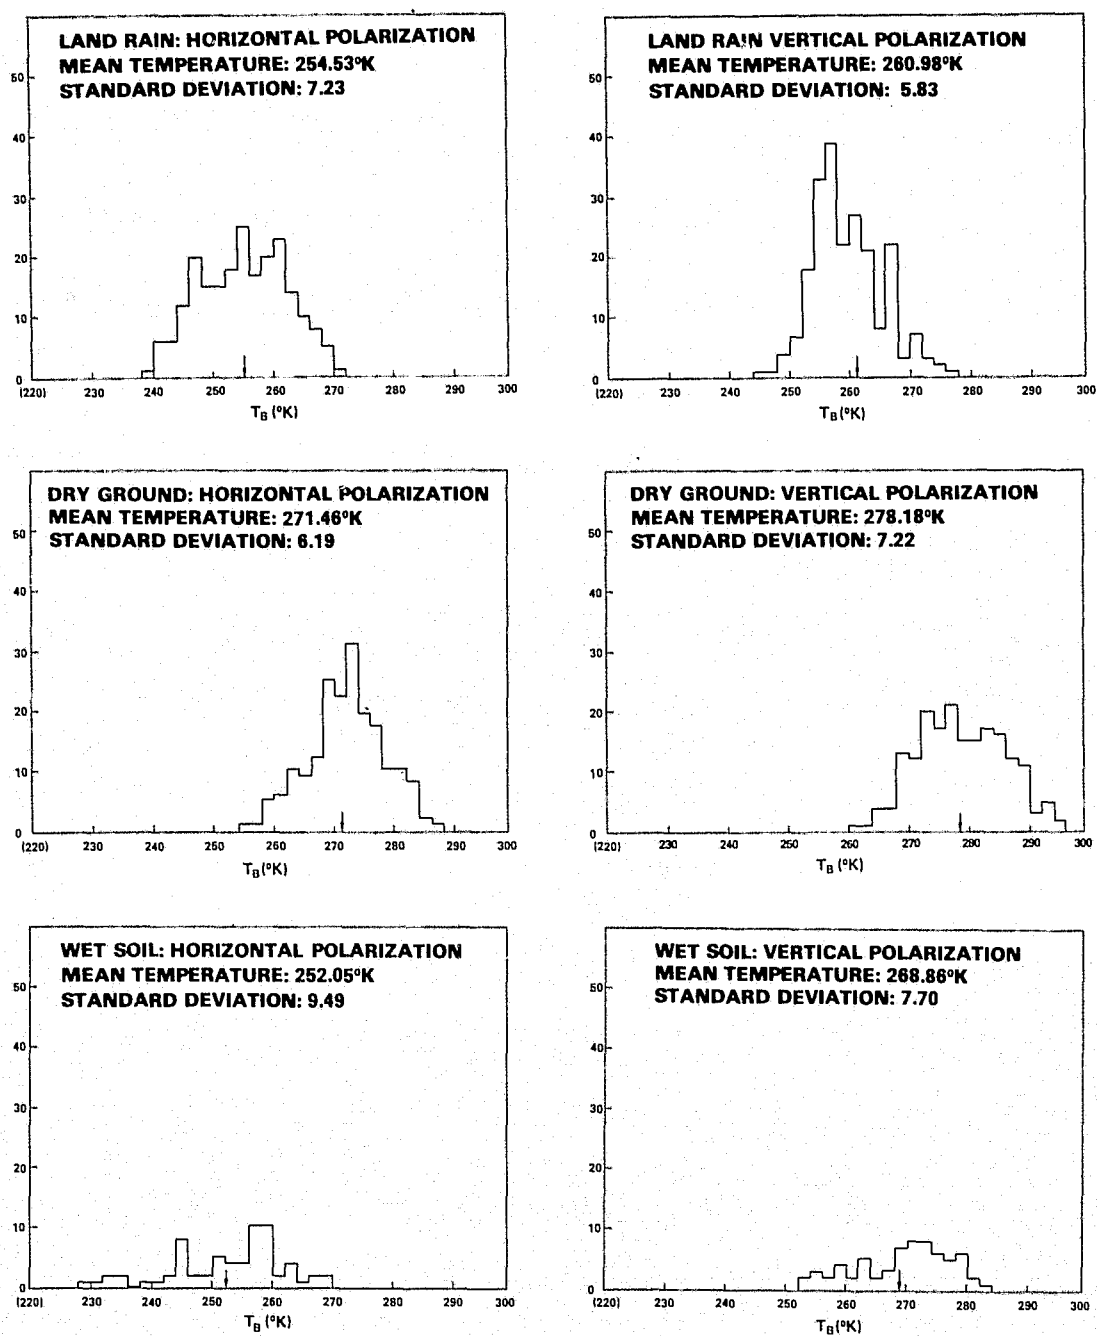 LAND RAIN: HORIZONTAL POLARIZATION
MEAN TEMPERATURE: 254.53°K
STANDARD DEVIATION: 7.23
50
40
30
20
10
0
(220) 230 240 250 260 270 280 290 300
TB (°K)
LAND RAIN VERTICAL POLARIZATION
MEAN TEMPERATURE: 260.98°K
STANDARD DEVIATION: 5.83
50
40
30
20
10
0
(220) 230 240 250 260 270 280 290 300
TB (°K)
DRY GROUND: HORIZONTAL POLARIZATION
MEAN TEMPERATURE: 271.46°K
STANDARD DEVIATION: 6.19
50
40
30
20
10
0
(220) 230 240 250 260 270 280 290 300
TB (°K)
DRY GROUND: VERTICAL POLARIZATION
MEAN TEMPERATURE: 278.18°K
STANDARD DEVIATION: 7.22
50
40
30
20
10
0
(220) 230 240 250 260 270 280 290 300
TB (°K)
WET SOIL: HORIZONTAL POLARIZATION
MEAN TEMPERATURE: 252.05°K
STANDARD DEVIATION: 9.49
50
40
30
20
10
0
(220) 230 240 250 260 270 280 290 300
TB (°K)
WET SOIL: VERTICAL POLARIZATION
MEAN TEMPERATURE: 268.86°K
STANDARD DEVIATION: 7.70
50
40
30
20
10
0
(220) 230 240 250 260 270 280 290 300
TB (°K)